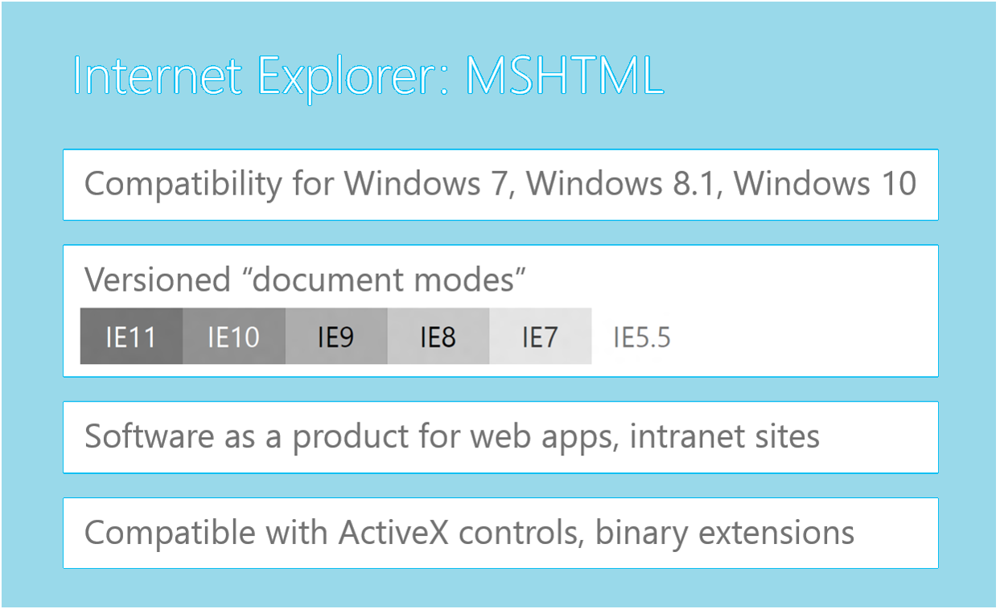 Internet Explorer: MSHTML
Compatibility for Windows 7, Windows 8.1, Windows 10
Versioned “document modes”
IE11 IE10 IE9 IE8 IE7 IE5.5
Software as a product for web apps, intranet sites
Compatible with ActiveX controls, binary extensions